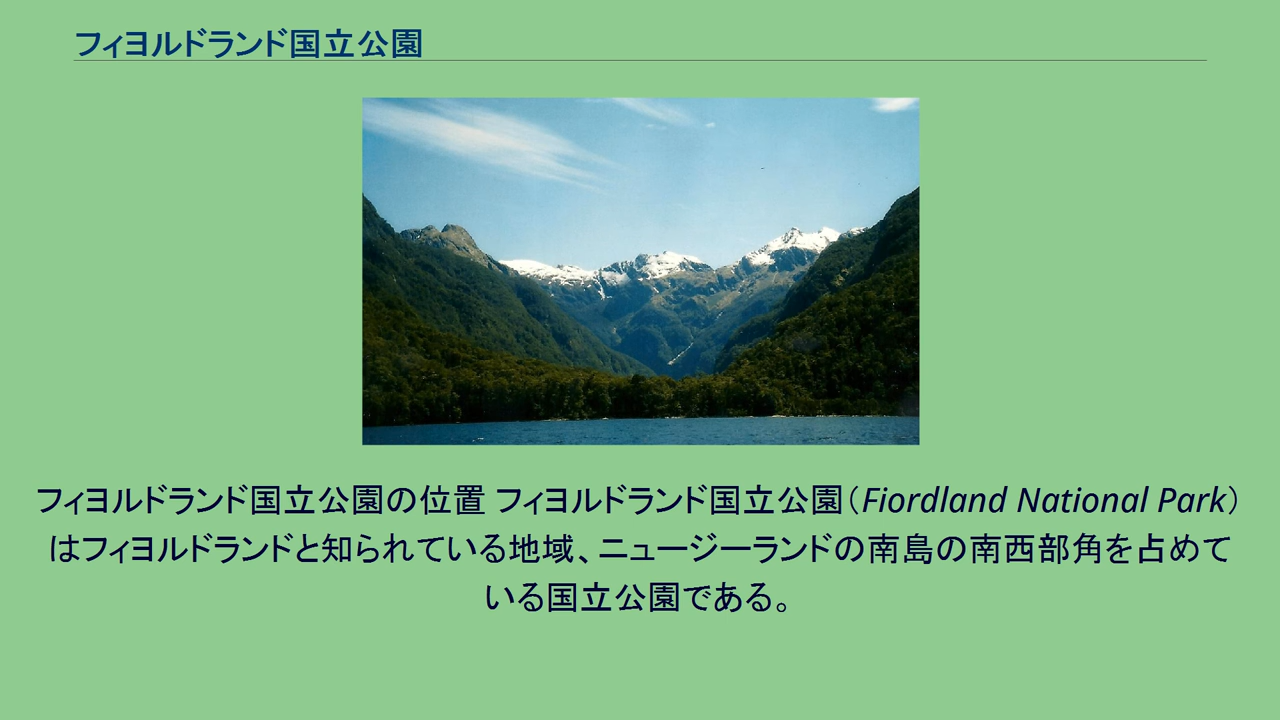 フィヨルドランド国立公園
フィヨルドランド国立公園の位置 フィヨルドランド国立公園（Fiordland National Park）
はフィヨルドランドと知られている地域、ニュージーランドの南島の南西部角を占めて
いる国立公園である。